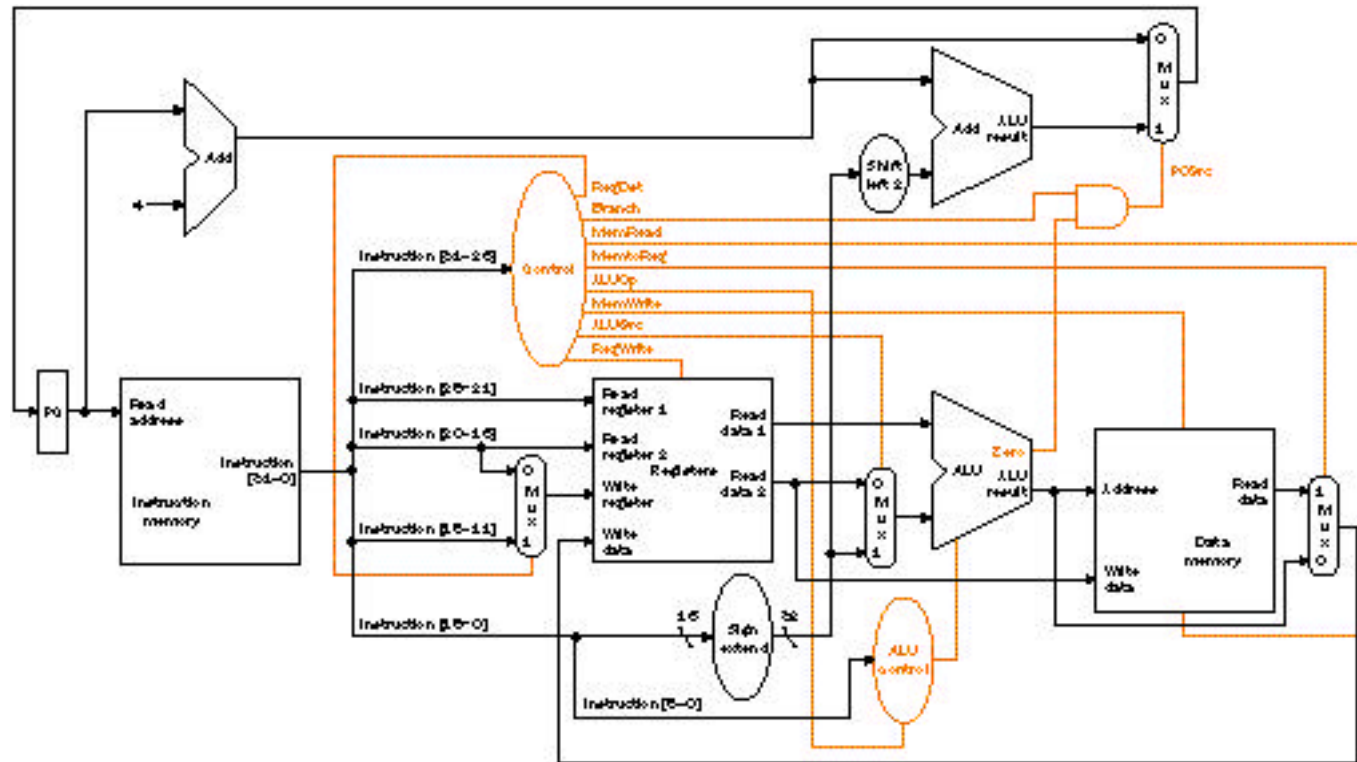 0
M
u
x
1
Add
ALU
result
Add
4
Shift
left 2
PCSrc
RegDst
Branch
MemRead
MemtoReg
ALUOp
MemWrite
ALUSrc
RegWrite
Control
Instruction [31-26]
Instruction [25-21]
Instruction [20-16]
Instruction [15-11]
Instruction [15-0]
Instruction [5-0]
PC
Read
address
Instruction
[31-0]
Instruction
memory
0
M
u
x
1
Read
register 1
Read
register 2
Write
register
Write
data
Registers
Read
data 1
Read
data 2
0
M
u
x
1
Zero
ALU
ALU
result
Address
Write
data
Read
data
Data
memory
1
M
u
x
0
16
Sign
extend
32
ALU
control